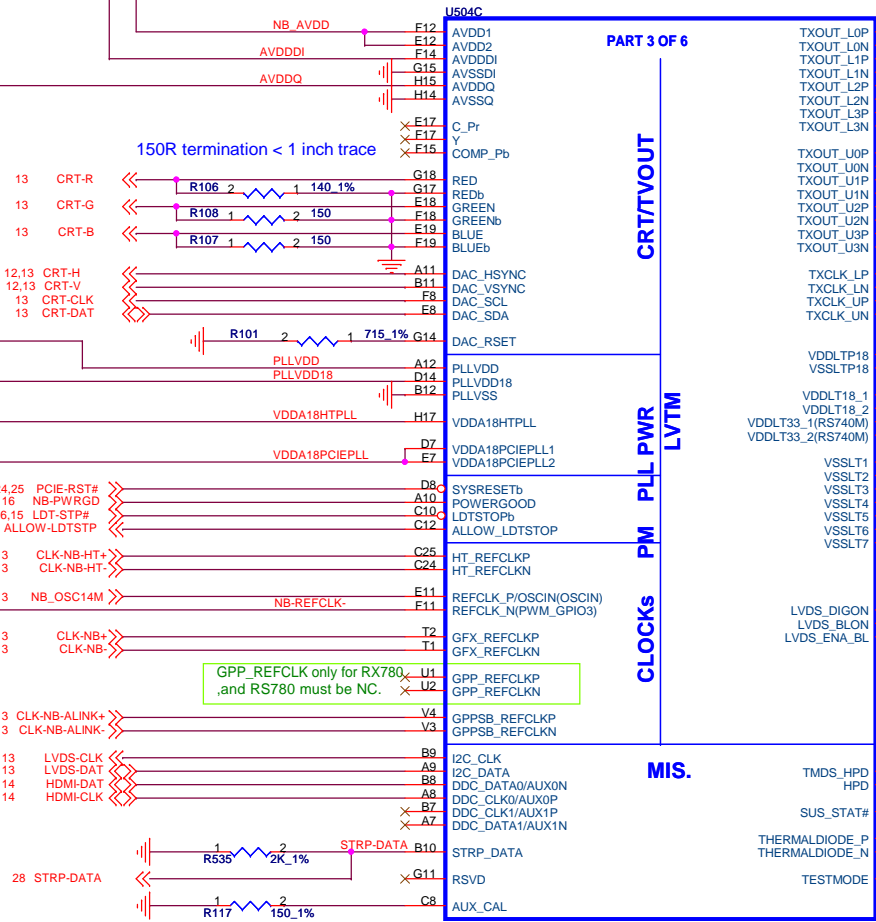 U504C
PART 3 OF 6
NB_AVDD F12 AVDD1 TXOUT_L0P
E12 AVDD2 TXOUT_L0N
AVDDDI F14 AVDDDI TXOUT_L1P
G15 AVSSDI TXOUT_L1N
AVDDQ H15 AVDDQ TXOUT_L2P
H14 AVSSQ TXOUT_L2N
TXOUT_L3P
E17 C_Pr TXOUT_L3N
F17 Y
150R termination < 1 inch trace F15 COMP_Pb TXOUT_U0P
TXOUT_U0N
13 CRT-R G18 RED TXOUT_U1P
R106 2 1 140_1% G17 REDb TXOUT_U1N
13 CRT-G E18 GREEN TXOUT_U2P
R108 1 2 150 F18 GREENb TXOUT_U2N
13 CRT-B E19 BLUE TXOUT_U3P
R107 1 2 150 F19 BLUEb TXOUT_U3N
CRT/TVOUT
12,13 CRT-H A11 DAC_HSYNC TXCLK_LP
12,13 CRT-V B11 DAC_VSYNC TXCLK_LN
13 CRT-CLK F8 DAC_SCL TXCLK_UP
13 CRT-DAT E8 DAC_SDA TXCLK_UN
R101 2 1 715_1% G14 DAC_RSET
VDDLTP18
PLLVDD A12 PLLVDD VSSLTP18
PLLVDD18 D14 PLLVDD18
B12 PLLVSS VDDLT18_1
VDDLT18_2
VDDA18HTPLL H17 VDDA18HTPLL VDDLT33_1(RS740M)
VDDLT33_2(RS740M)
PLL PWR
LVTM
D7 VDDA18PCIEPLL1
VDDA18PCIEPLL E7 VDDA18PCIEPLL2 VSSLT1
VSSLT2
4,25 PCIE-RST# D8 SYSRESETb VSSLT3
16 NB-PWRGD A10 POWERGOOD VSSLT4
6,15 LDT-STP# C10 LDTSTOPb VSSLT5
ALLOW-LDTSTP C12 ALLOW_LDTSTOP VSSLT6
VSSLT7
PM
3 CLK-NB-HT+ C25 HT_REFCLKP
3 CLK-NB-HT- C24 HT_REFCLKN
3 NB_OSC14M E11 REFCLK_P/OSCIN(OSCIN)
NB-REFCLK- F11 REFCLK_N(PWM_GPIO3) LVDS_DIGON
LVDS_BLON
3 CLK-NB+ T2 GFX_REFCLKP LVDS_ENA_BL
3 CLK-NB- T1 GFX_REFCLKN
CLOCKs
GPP_REFCLK only for RX780 U1 GPP_REFCLKP
,and RS780 must be NC. U2 GPP_REFCLKN
3 CLK-NB-ALINK+ V4 GPPSB_REFCLKP
3 CLK-NB-ALINK- V3 GPPSB_REFCLKN
MIS.
13 LVDS-CLK B9 I2C_CLK
13 LVDS-DAT A9 I2C_DATA TMDS_HPD
14 HDMI-DAT B8 DDC_DATA0/AUX0N HPD
14 HDMI-CLK A8 DDC_CLK0/AUX0P
B7 DDC_CLK1/AUX1P SUS_STAT#
A7 DDC_DATA1/AUX1N
THERMALDIODE_P
R535 1 2 2K_1% STRP-DATA B10 STRP_DATA THERMALDIODE_N
28 STRP-DATA G11 RSVD TESTMODE
R117 1 2 150_1% C8 AUX_CAL